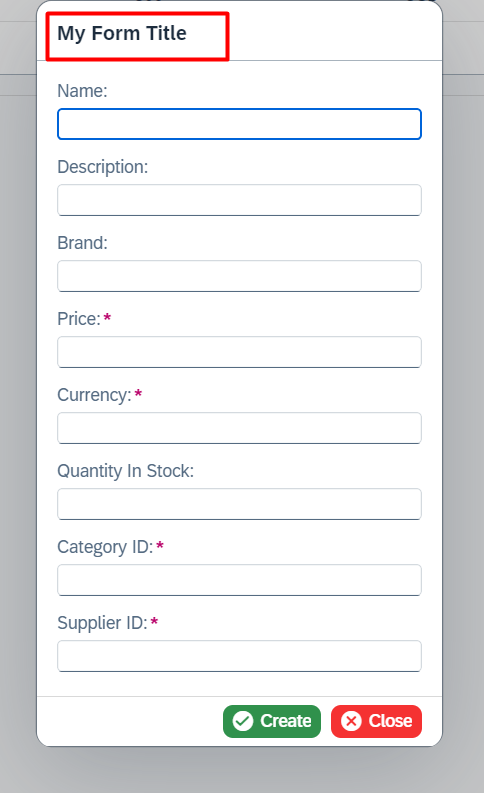 My Form Title
Name:
Description:
Brand:
Price:*
Currency:*
Quantity In Stock:
Category ID:*
Supplier ID:*
Create Close